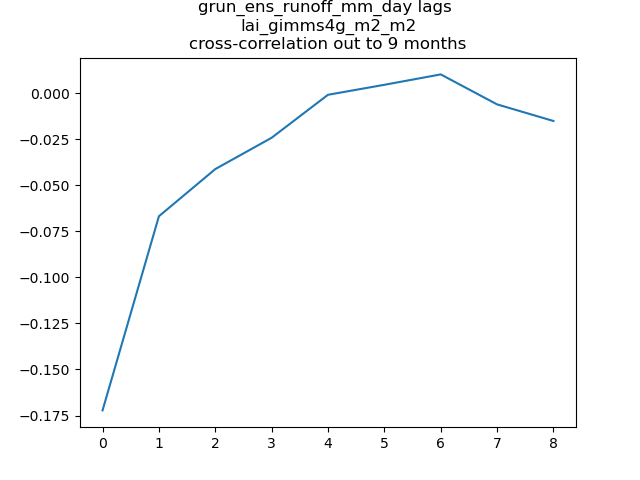 grun_ens_runoff_mm_day lags
lai_gimms4g_m2_m2
cross-correlation out to 9 months
0.000
−0.025
−0.050
−0.075
−0.100
−0.125
−0.150
−0.175
0 1 2 3 4 5 6 7 8